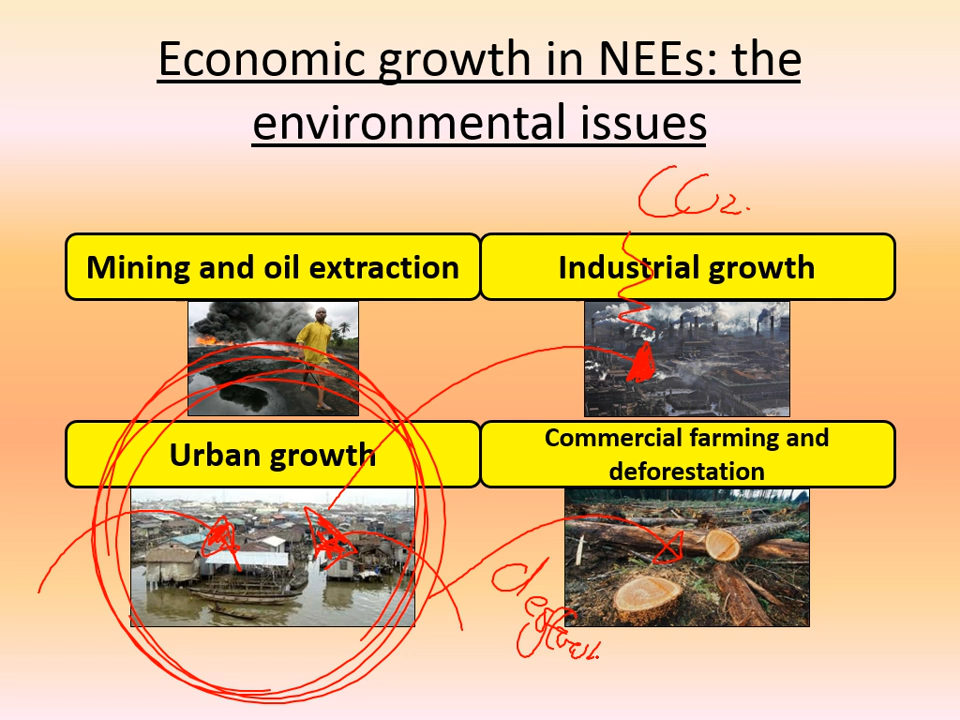 Economic growth in NEEs: the
environmental issues
CO2.
Mining and oil extraction
Industrial growth
Urban growth
Commercial farming and
deforestation